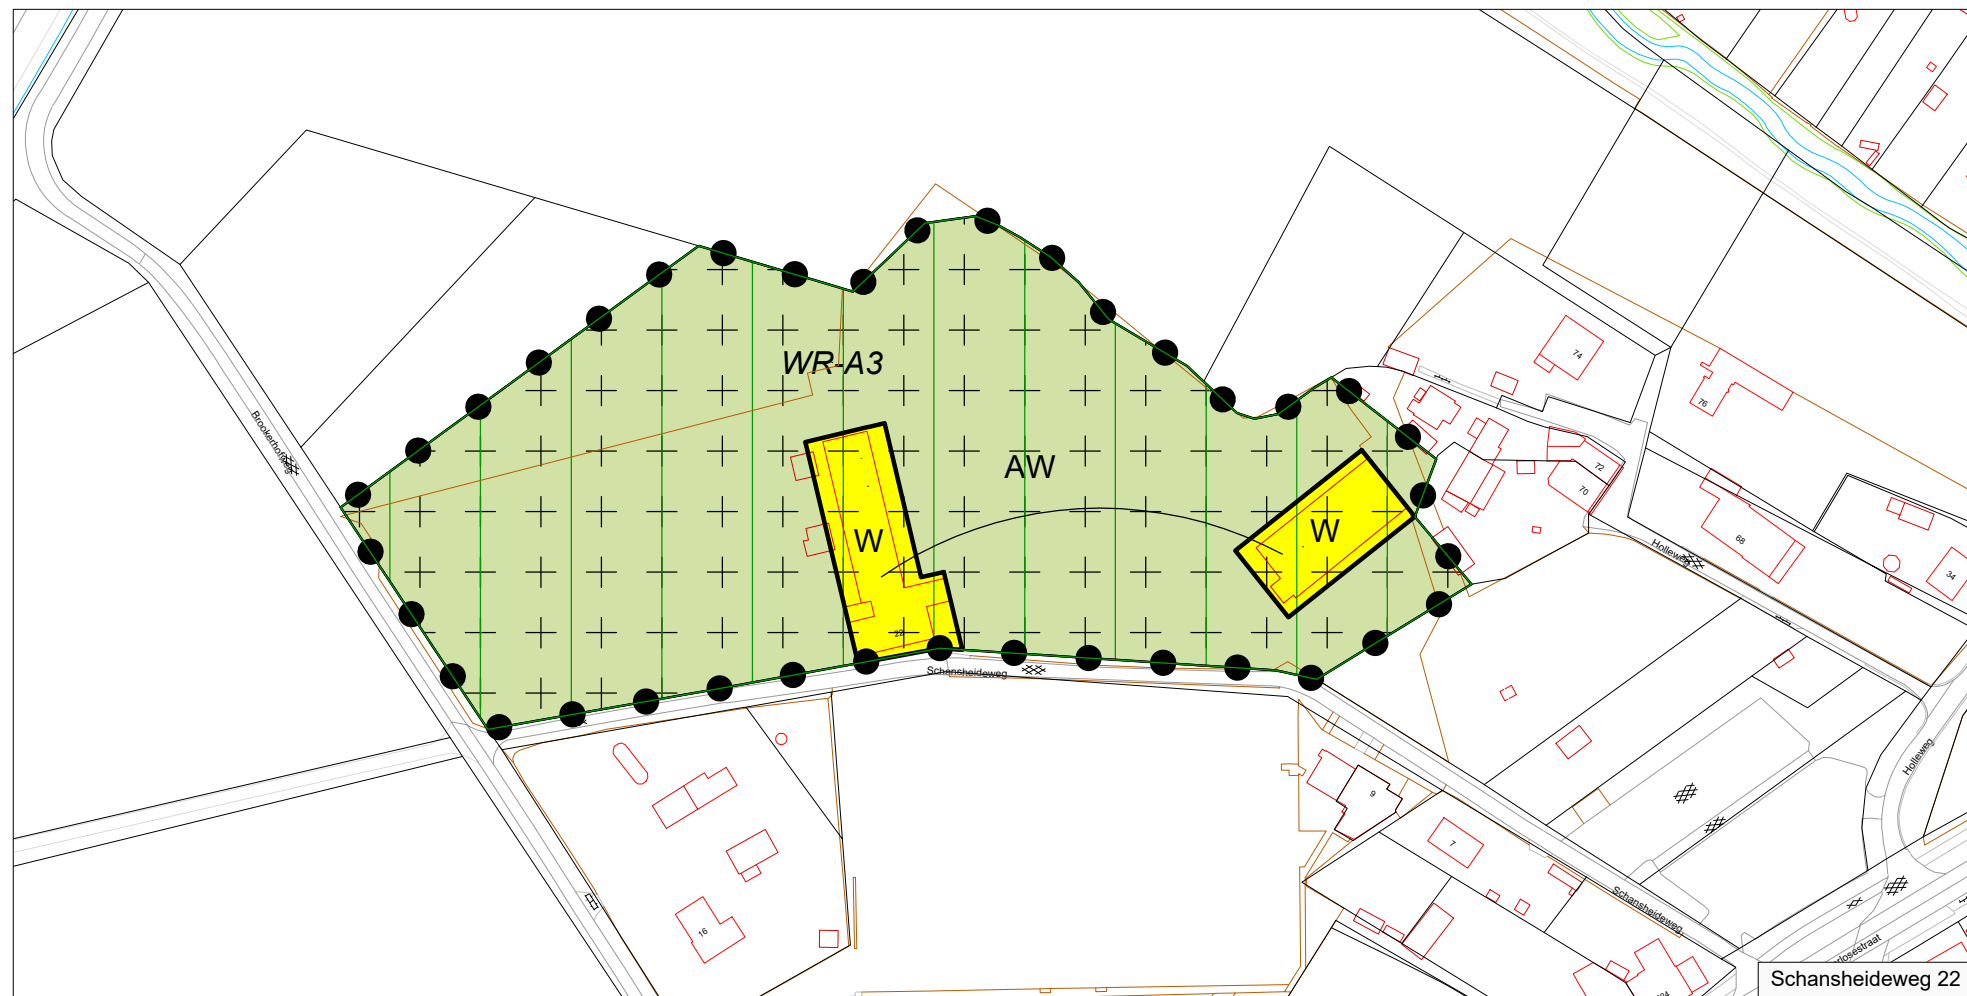 WR-A3
AW
W
W
22
Brookerhofweg
Schansheideweg
74
76
72
70
68
34
Holleweg
Holleweg
9
7
16
Schansheideweg
Schansheideweg 22